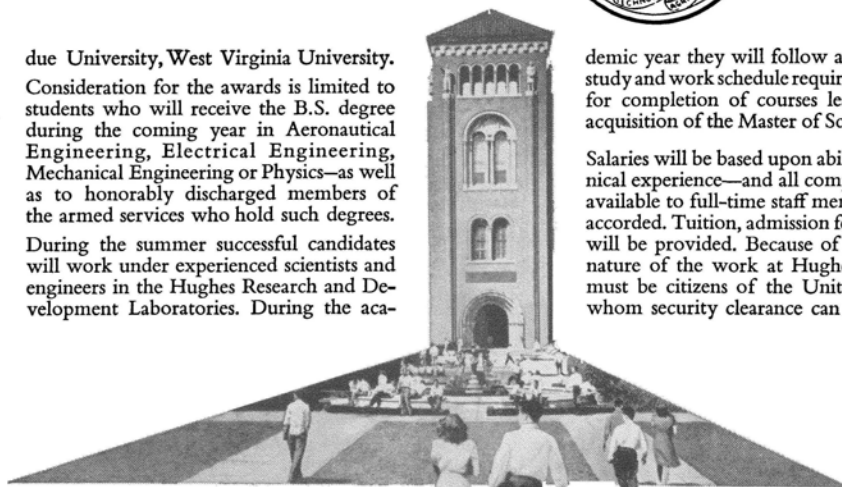 due University, West Virginia University.
Consideration for the awards is limited to
students who will receive the B.S. degree
during the coming year in Aeronautical
Engineering, Electrical Engineering,
Mechanical Engineering or Physics—as well
as to honorably discharged members of
the armed services who hold such degrees.
During the summer successful candidates
will work under experienced scientists and
engineers in the Hughes Research and De-
velopment Laboratories. During the aca-
demic year they will follow a
study and work schedule requir
for completion of courses le
acquisition of the Master of Sc
Salaries will be based upon abi
nical experience—and all com
available to full-time staff mer
accorded. Tuition, admission f
will be provided. Because of
nature of the work at Hugh
must be citizens of the Unit
whom security clearance can